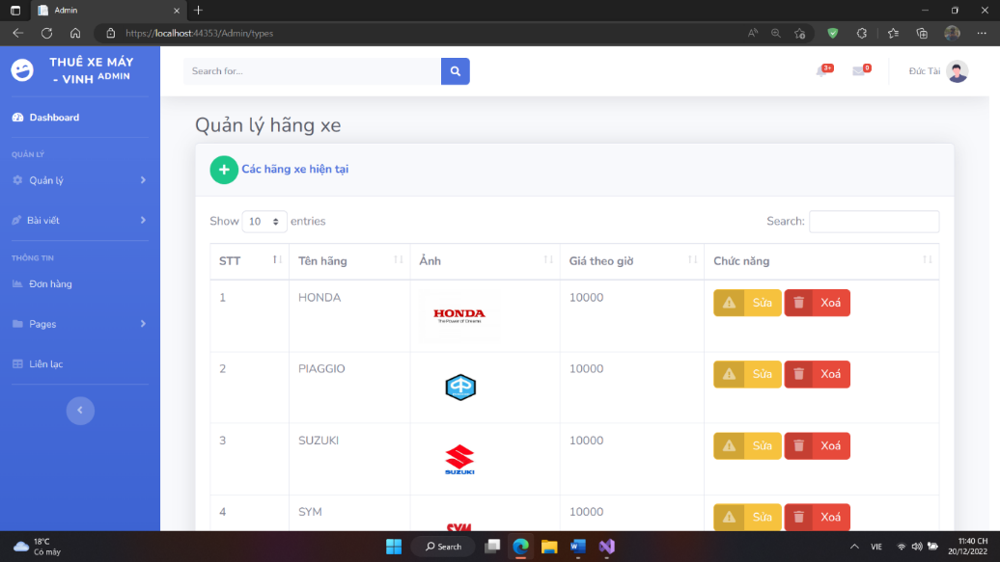 Admin
https://localhost:44353/Admin/types
THUÊ XE MÁY
- VINH ADMIN
Search for...
3+
0
Đức Tài
Dashboard
QUẢN LÝ
Quản lý
Bài viết
THÔNG TIN
Đơn hàng
Pages
Liên lạc
Quản lý hãng xe
Các hãng xe hiện tại
Show 10 entries
Search:
STT Tên hãng Ảnh Giá theo giờ Chức năng
1 HONDA HONDA 10000 Sửa Xoá
The Power of Dreams
2 PIAGGIO 10000 Sửa Xoá
3 SUZUKI 10000 Sửa Xoá
SUZUKI
4 SYM 10000 Sửa Xoá
SYM
18°C
Có mây
Search
VIE
11:40 CH
20/12/2022